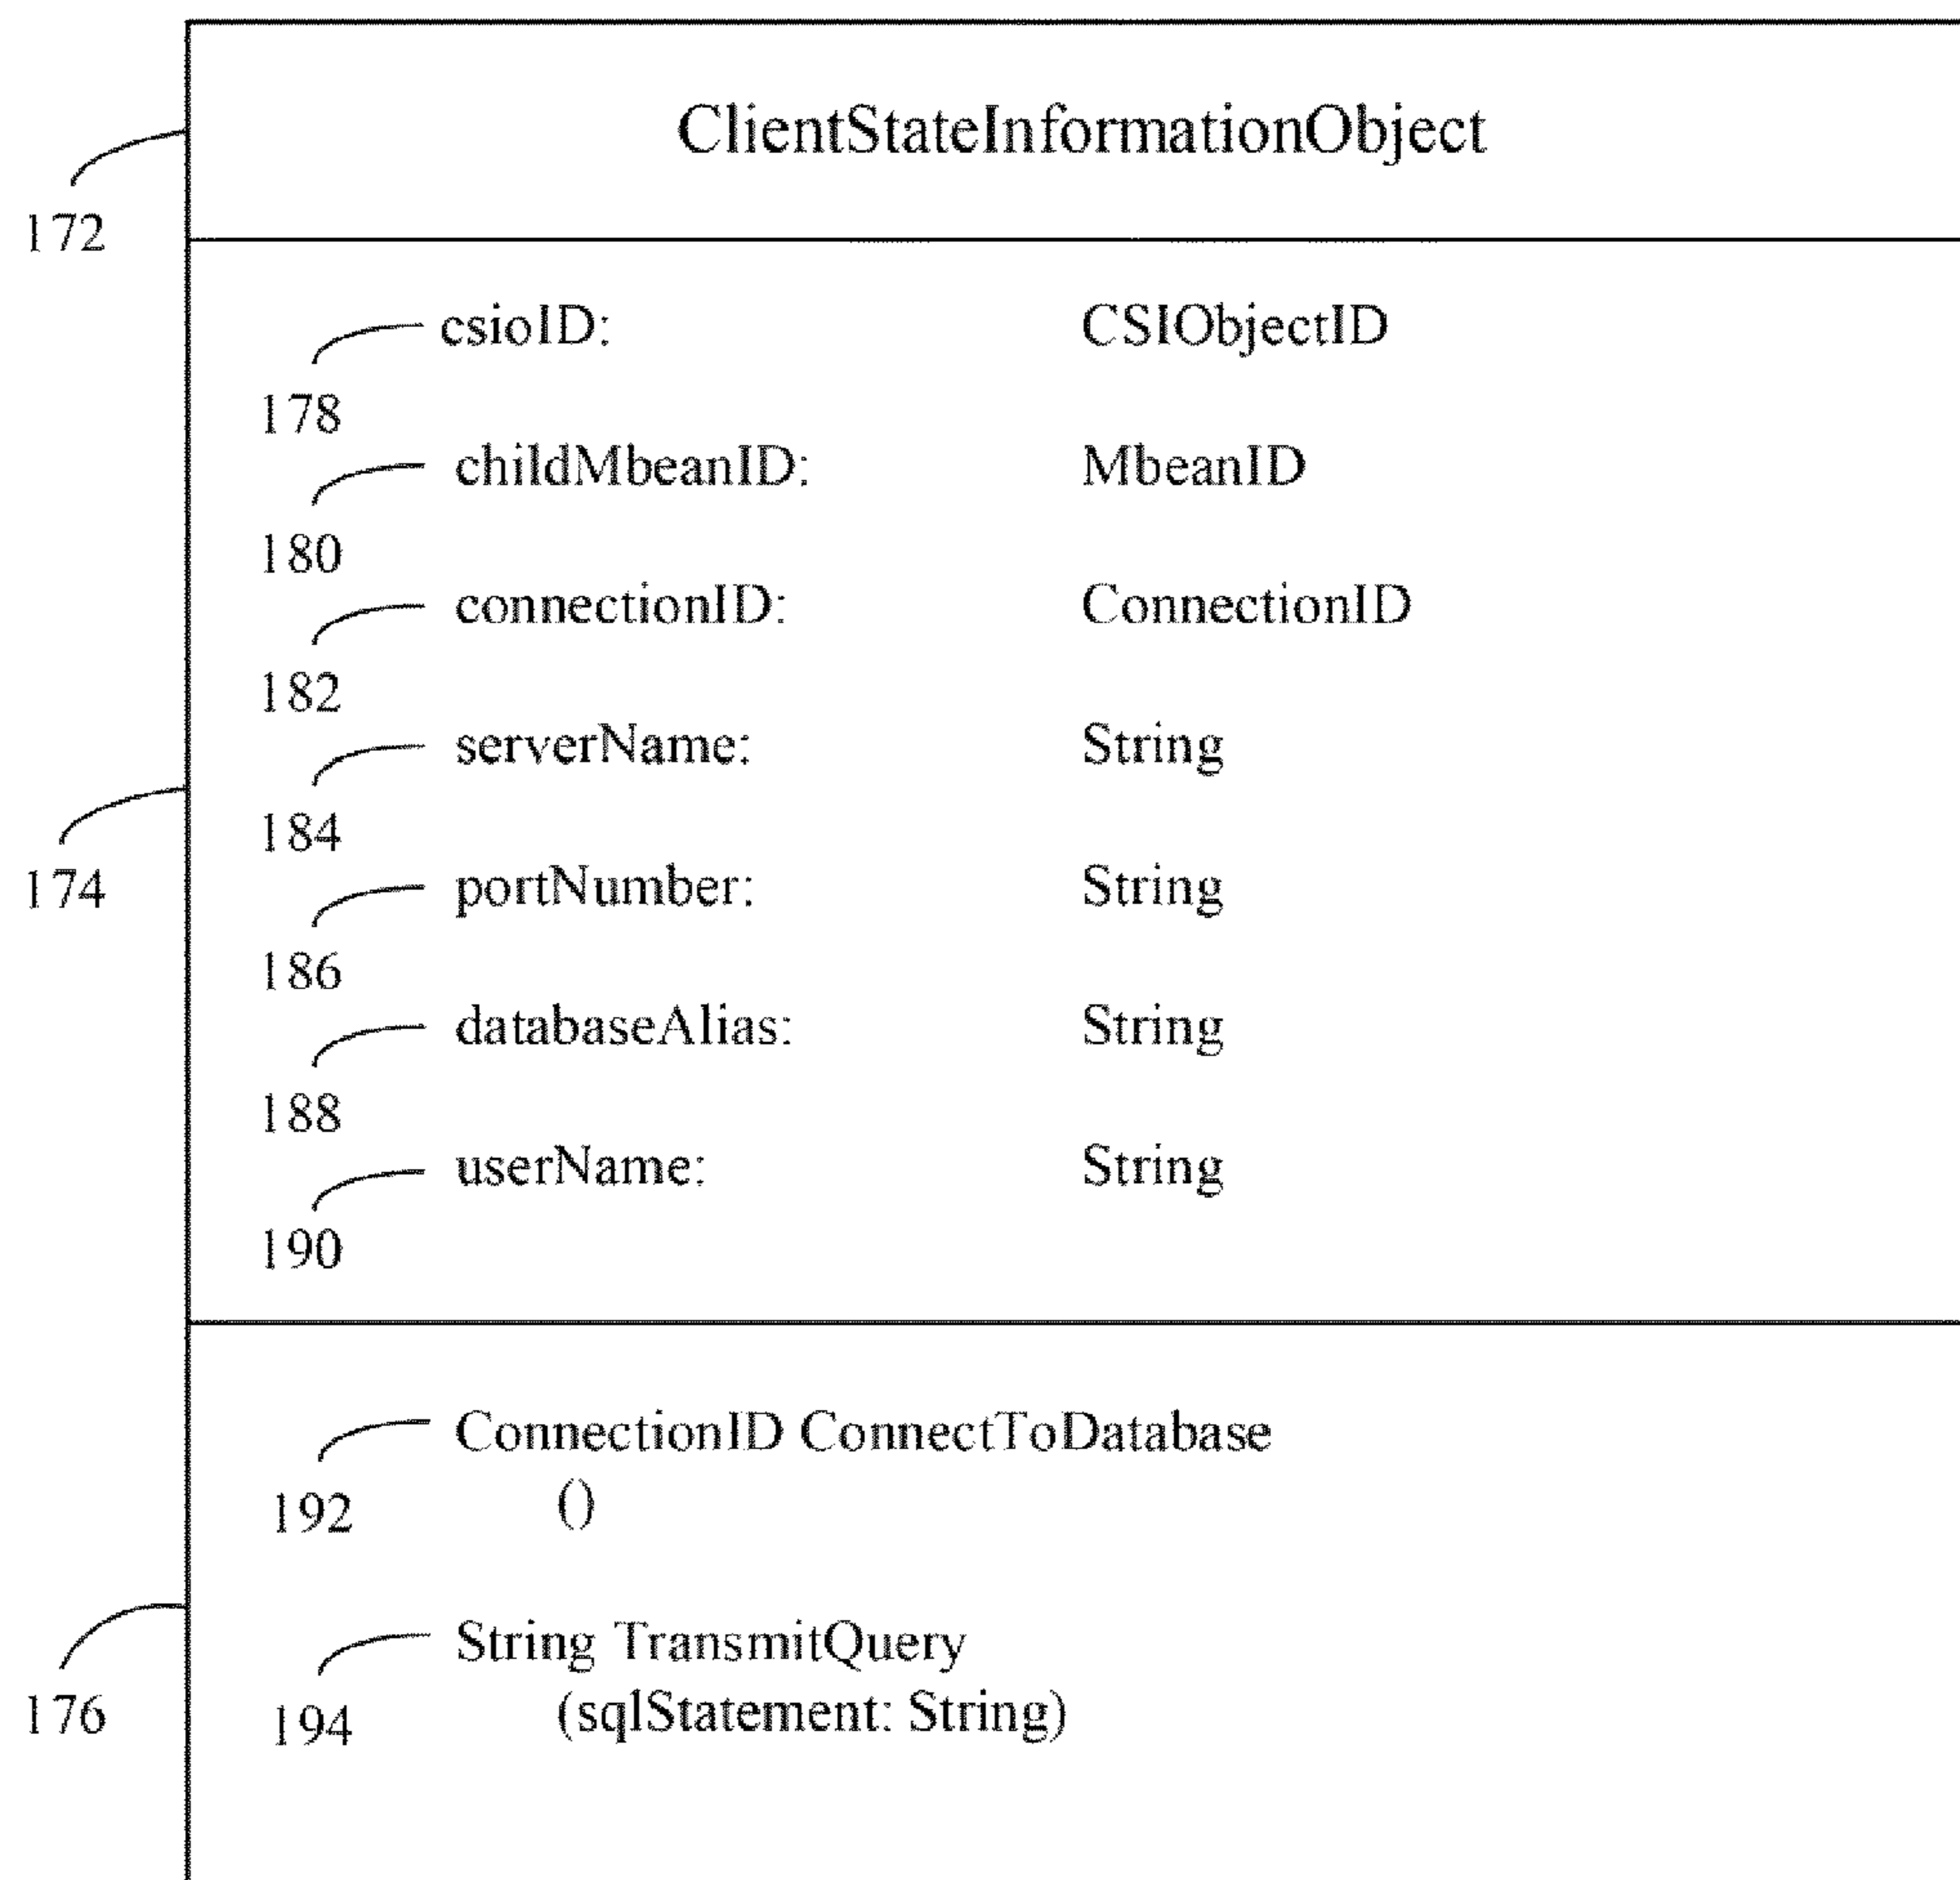 ClientStateInformationObject
172
csioID: CSIObjectID
178
childMbeanID: MbeanID
180
connectionID: ConnectionID
182
serverName: String
184
174
portNumber: String
186
databaseAlias: String
188
userName: String
190
ConnectionID ConnectToDatabase
192 ()
String TransmitQuery
176
194 (sqlStatement: String)